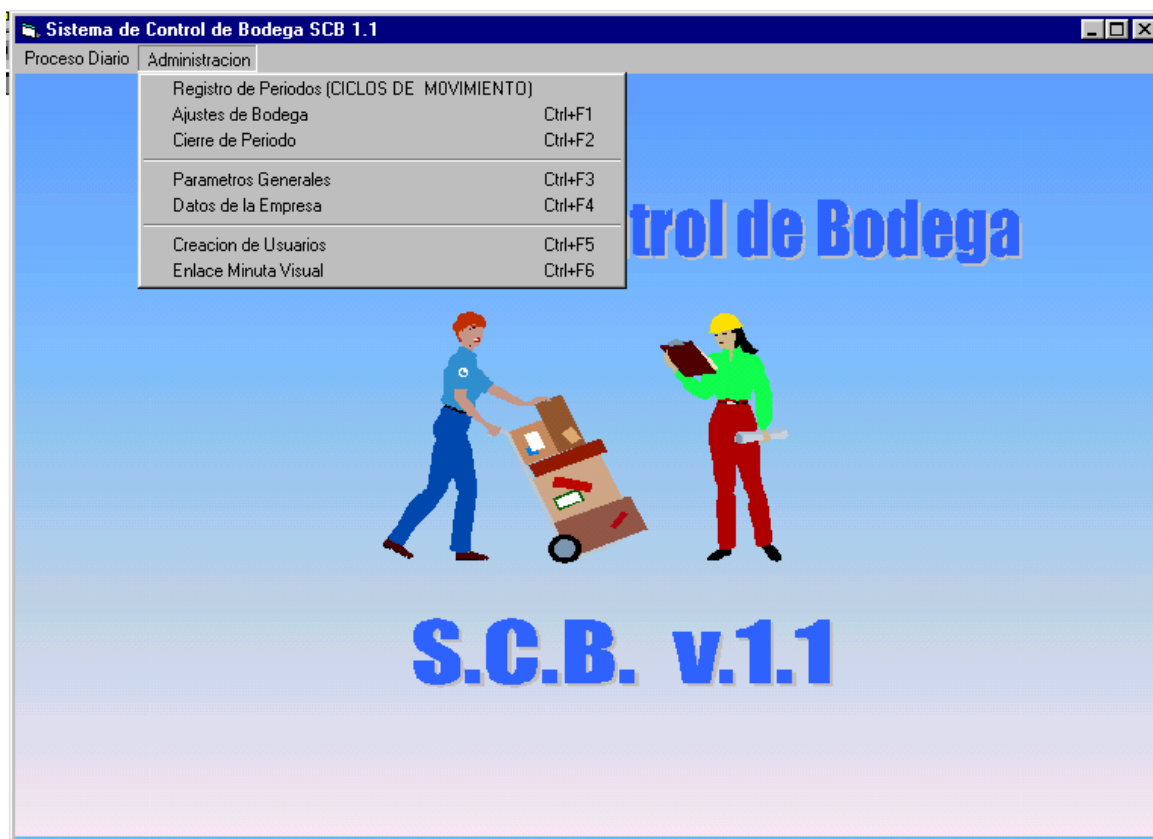 Sistema de Control de Bodega SCB 1.1
Proceso Diario Administracion
Registro de Periodos (CICLOS DE MOVIMIENTO)
Ajustes de Bodega Ctrl+F1
Cierre de Periodo Ctrl+F2
Parametros Generales Ctrl+F3
Datos de la Empresa Ctrl+F4
Creacion de Usuarios Ctrl+F5
Enlace Minuta Visual Ctrl+F6
trol de Bodega
S.C.B. v.1.1